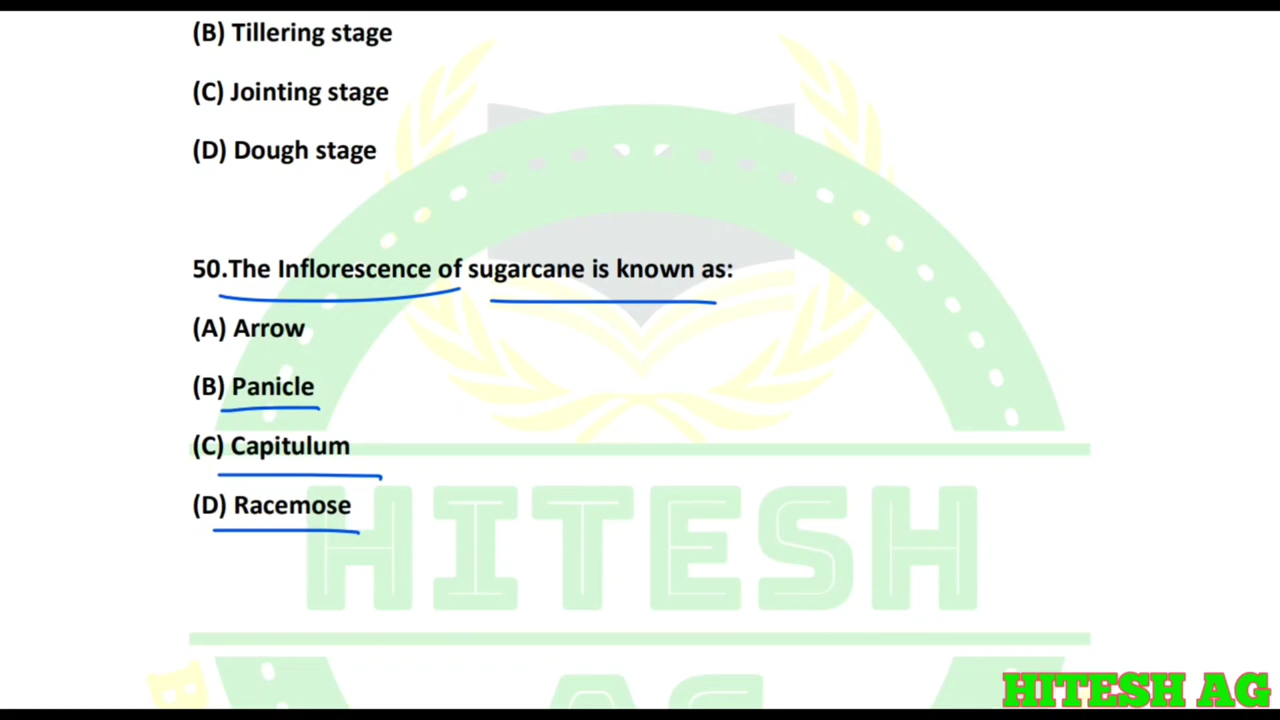 (B) Tillering stage
(C) Jointing stage
(D) Dough stage
50.The Inflorescence of sugarcane is known as:
(A) Arrow
(B) Panicle
(C) Capitulum
(D) Racemose
HITESH
AG
HITESH AG